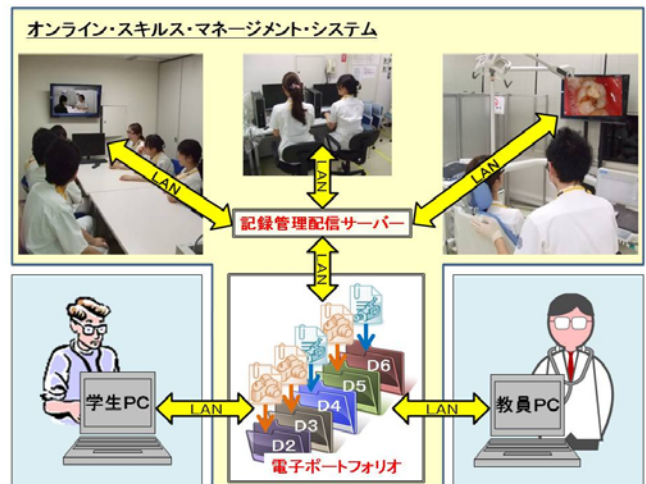 オンライン・スキルス・マネージメント・システム
LAN
LAN
LAN
記録管理配信サーバー
LAN
D6
D5
D4
D3
D2
学生PC
LAN
LAN
教員PC
電子ポートフォリオ